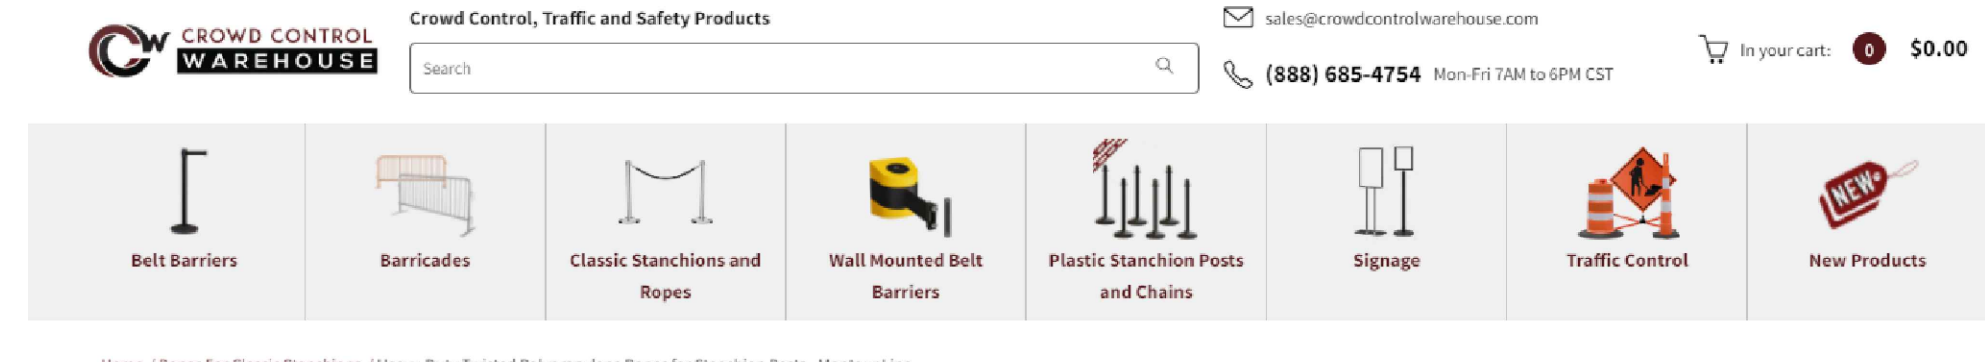 CROWD CONTROL
WAREHOUSE
Crowd Control, Traffic and Safety Products
Search
sales@crowdcontrolwarehouse.com
(888) 685-4754 Mon-Fri 7AM to 6PM CST
In your cart: 0 $0.00
NEW
Belt Barriers
Barricades
Classic Stanchions and
Ropes
Wall Mounted Belt
Barriers
Plastic Stanchion Posts
and Chains
Signage
Traffic Control
New Products